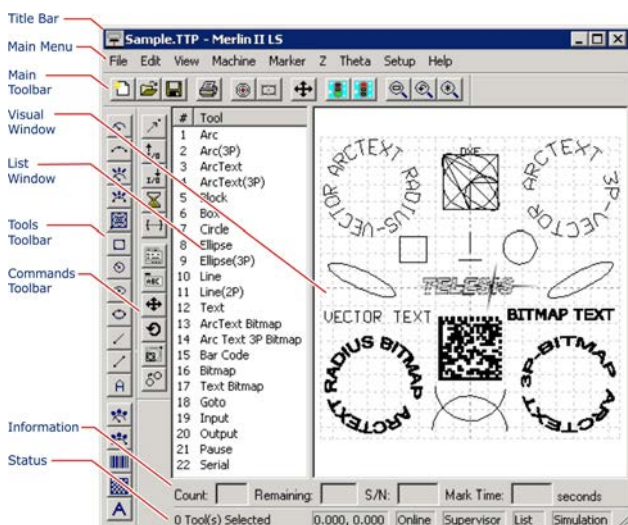 Title Bar
Main Menu
Main
Toolbar
Visual
Window
List
Window
Tools
Toolbar
Commands
Toolbar
Information
Status
Sample.TTP - Merlin II LS
File Edit View Machine Marker Z Theta Setup Help
# Tool
1 Arc
2 Arc(3P)
3 ArcText
4 ArcText(3P)
5 Block
6 Box
7 Circle
8 Ellipse
9 Ellipse(3P)
10 Line
11 Line(2P)
12 Text
13 ArcText Bitmap
14 Arc Text 3P Bitmap
15 Bar Code
16 Bitmap
17 Text Bitmap
18 Goto
19 Input
20 Output
21 Pause
22 Serial
ABC
A
A
ARCTEXT RADIUS-VECTOR
DXF
ARCTEXT 3P-VECTOR
TELESIS
VECTOR TEXT
BITMAP TEXT
ARCTEXT RADIUS BITMAP
ARCTEXT 3P-BITMAP
Count: Remaining: S/N: Mark Time: seconds
0 Tool(s) Selected 0.000, 0.000 Online Supervisor List Simulation